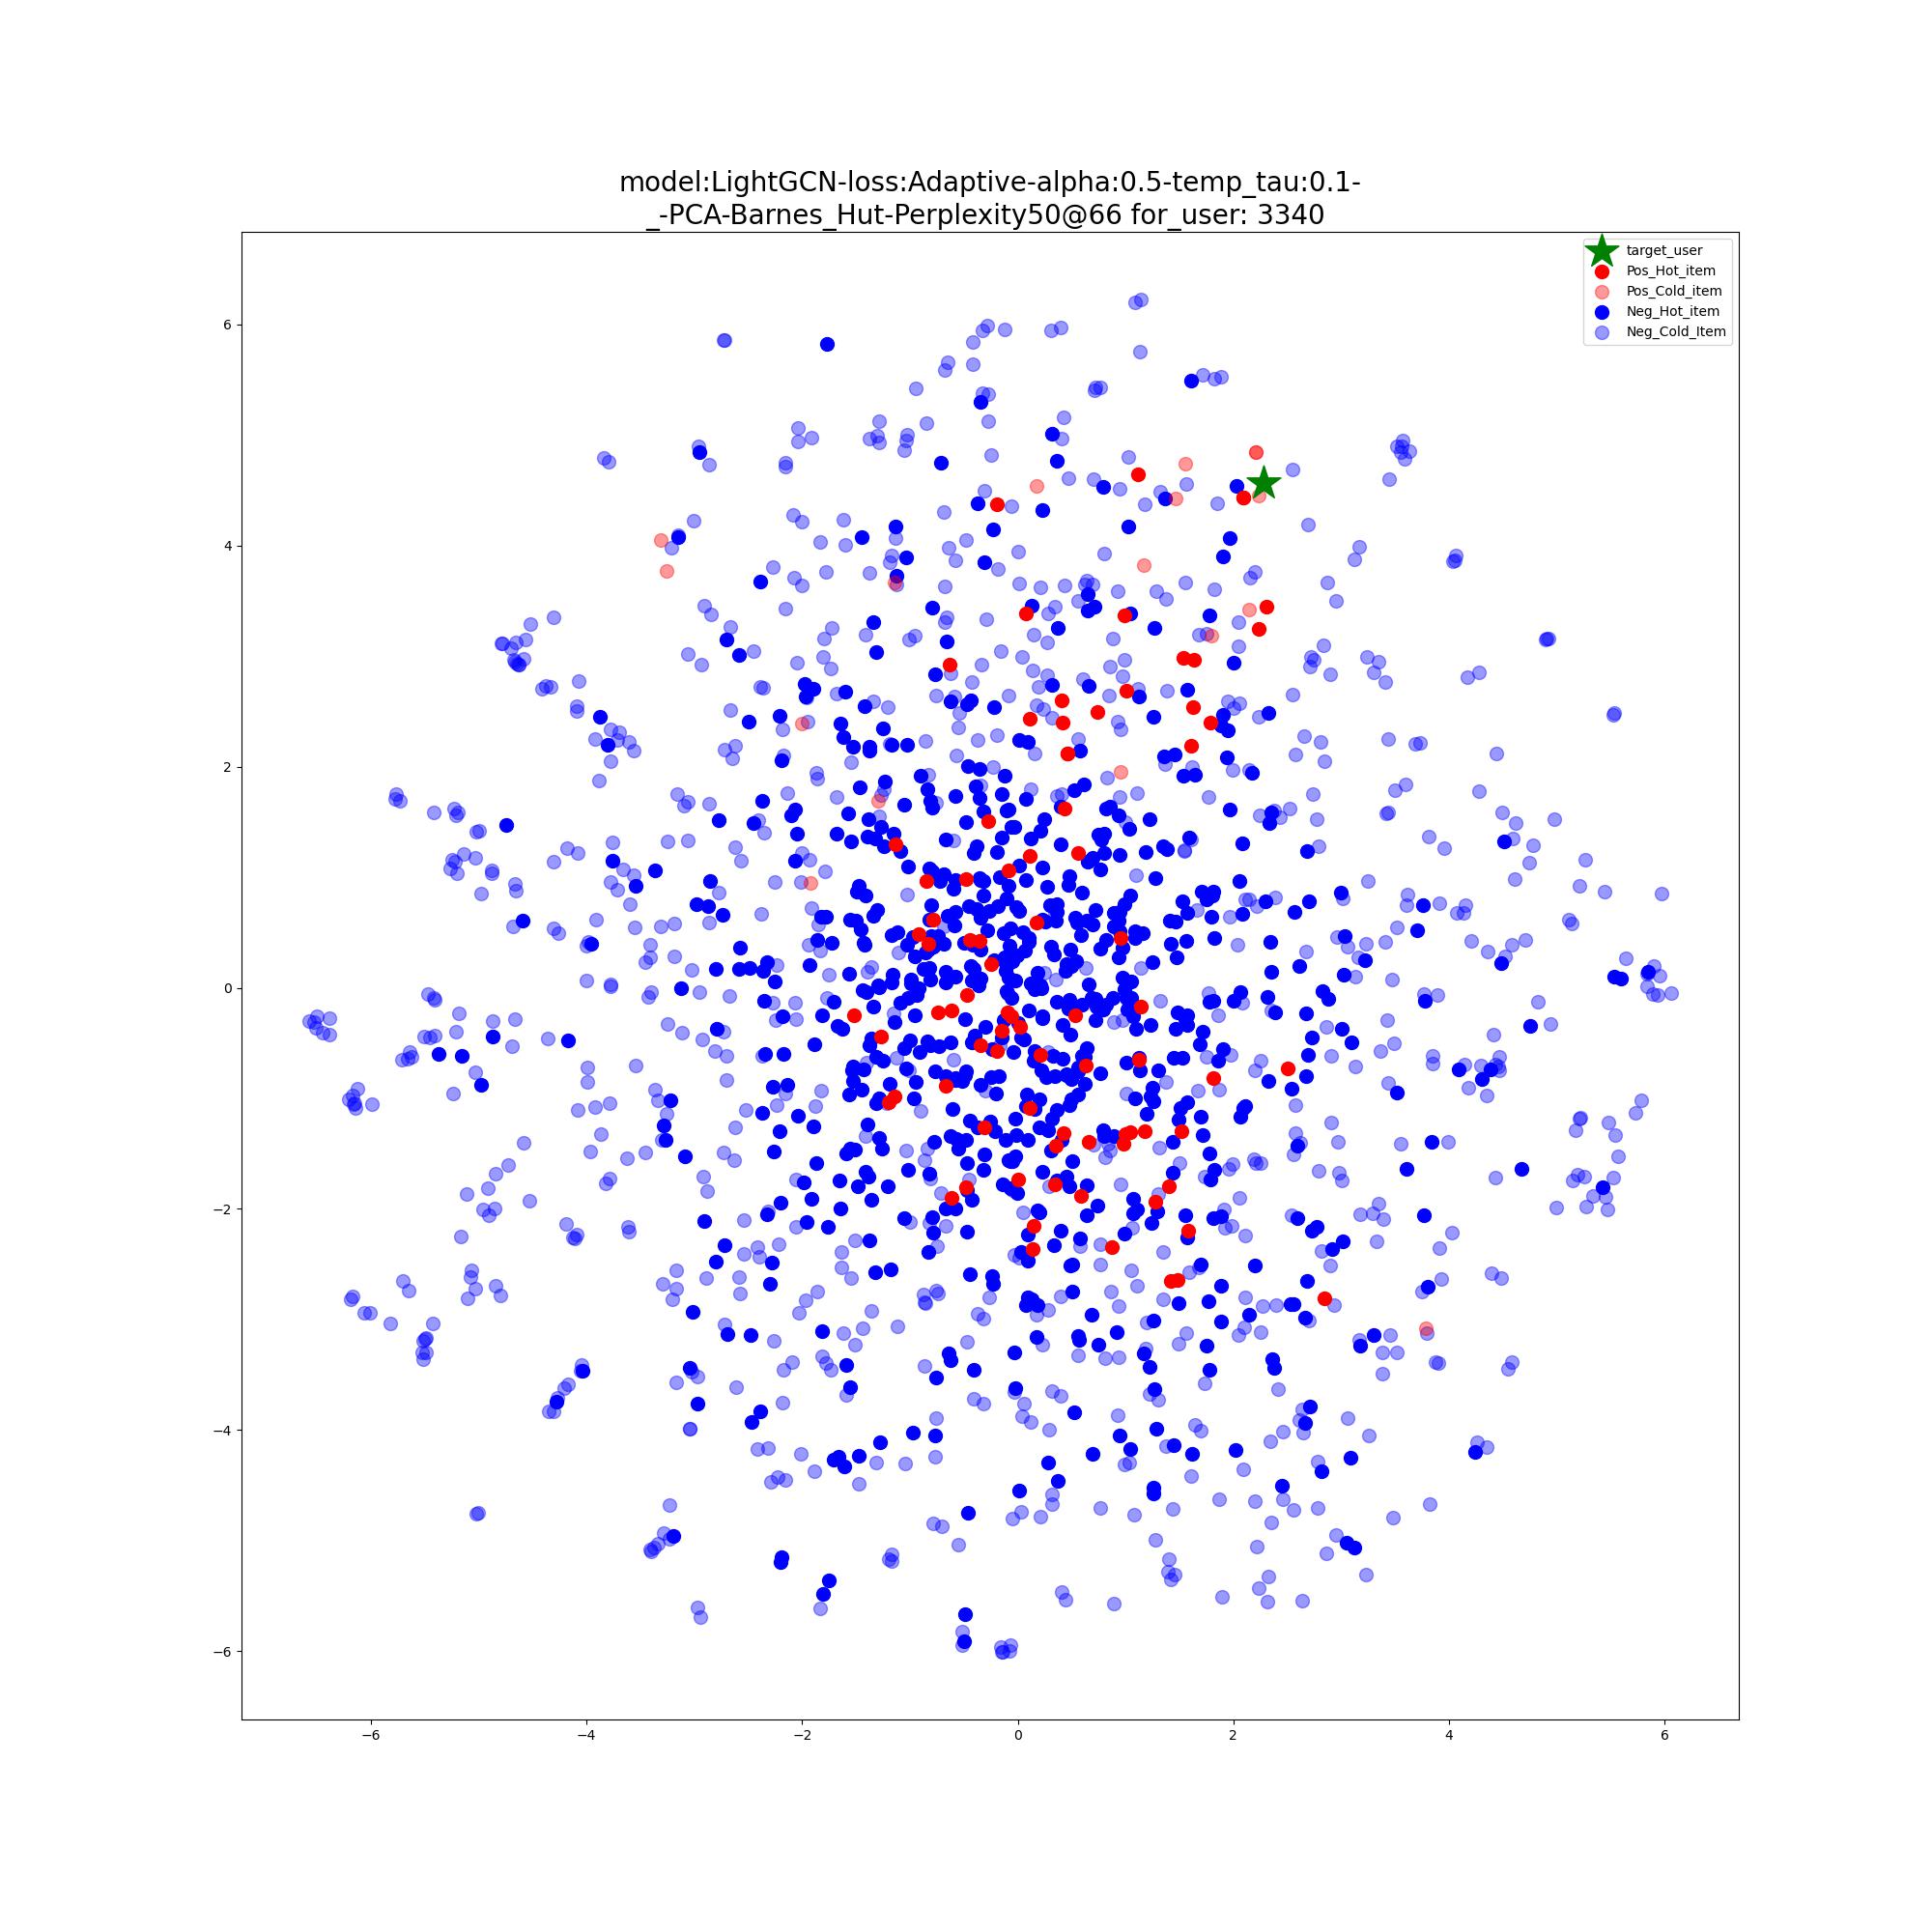 model:LightGCN-loss:Adaptive-alpha:0.5-temp_tau:0.1-
_-PCA-Barnes_Hut-Perplexity50@66 for_user: 3340
target_user
Pos_Hot_item
Pos_Cold_item
Neg_Hot_item
Neg_Cold_Item
6
4
2
0
−2
−4
−6
−6 −4 −2 0 2 4 6